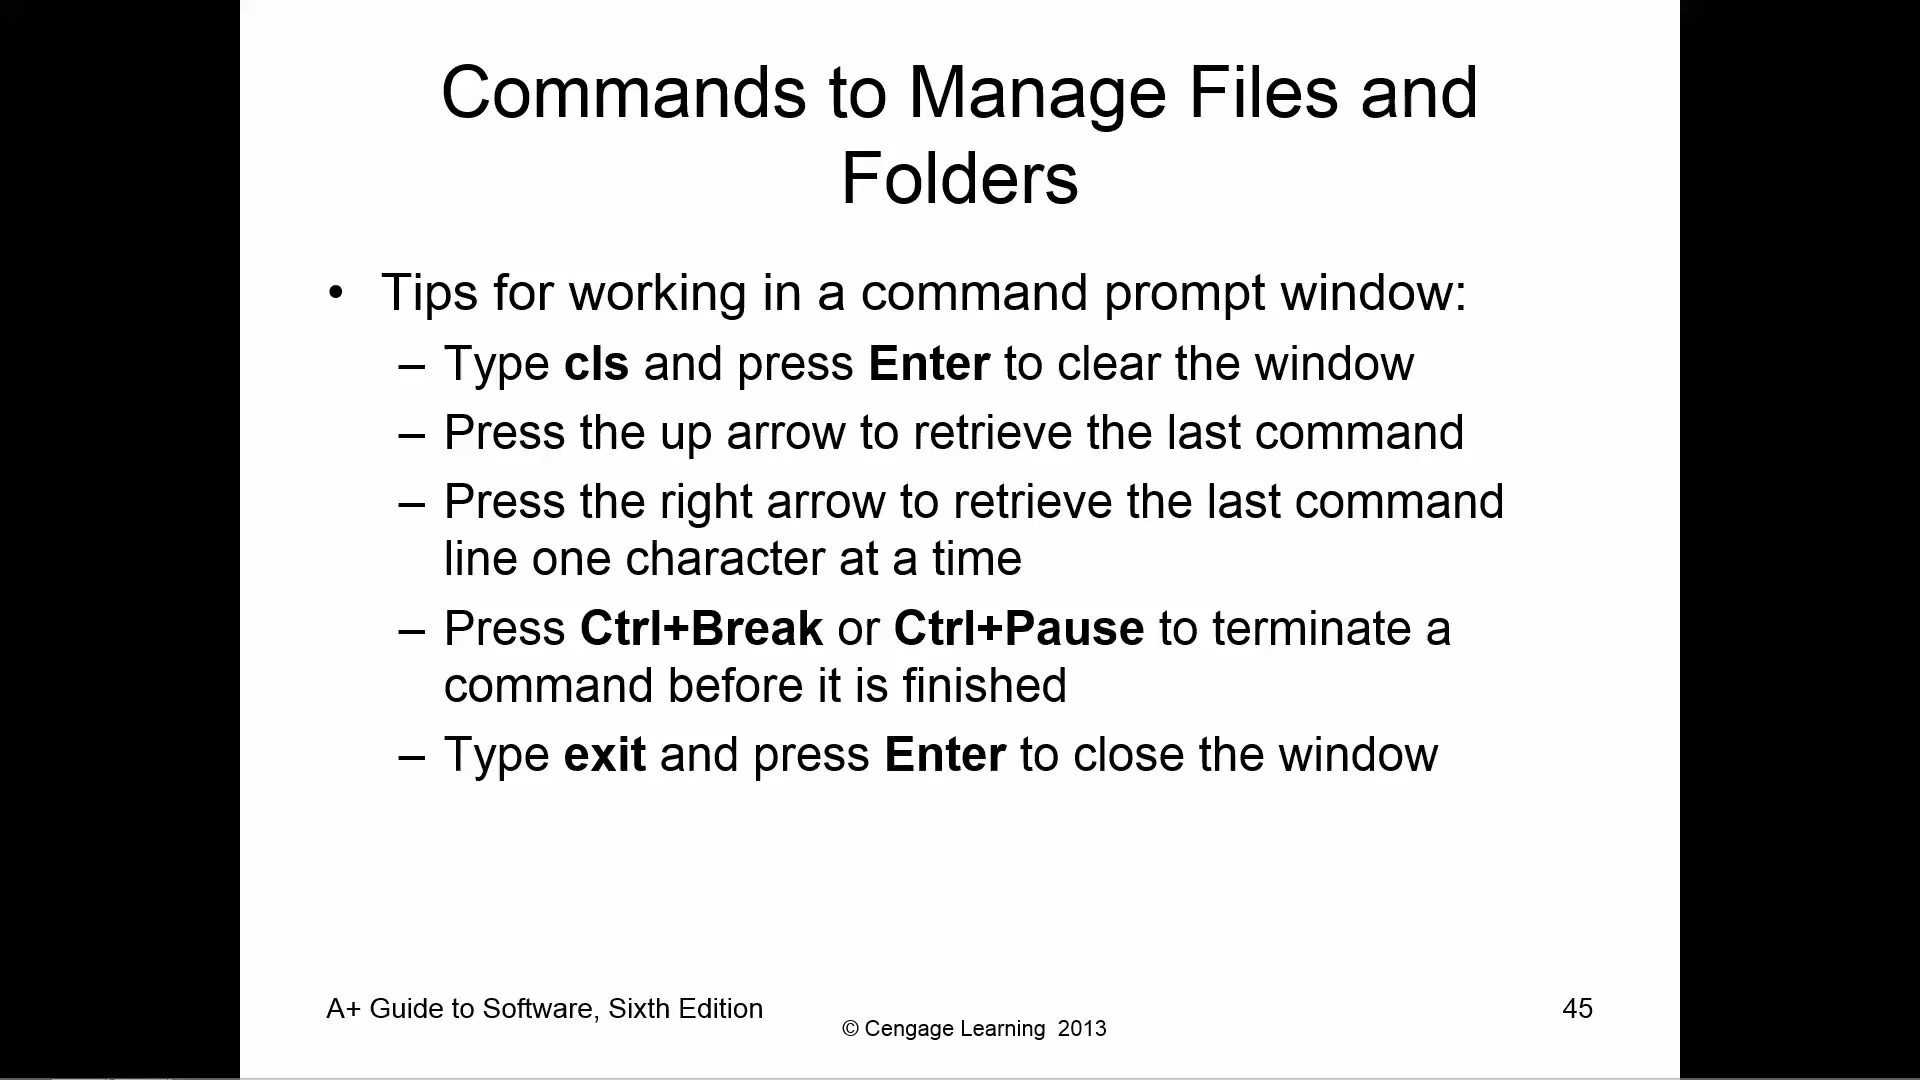 Commands to Manage Files and
Folders
• Tips for working in a command prompt window:
– Type cls and press Enter to clear the window
– Press the up arrow to retrieve the last command
– Press the right arrow to retrieve the last command
line one character at a time
– Press Ctrl+Break or Ctrl+Pause to terminate a
command before it is finished
– Type exit and press Enter to close the window
A+ Guide to Software, Sixth Edition
© Cengage Learning 2013
45